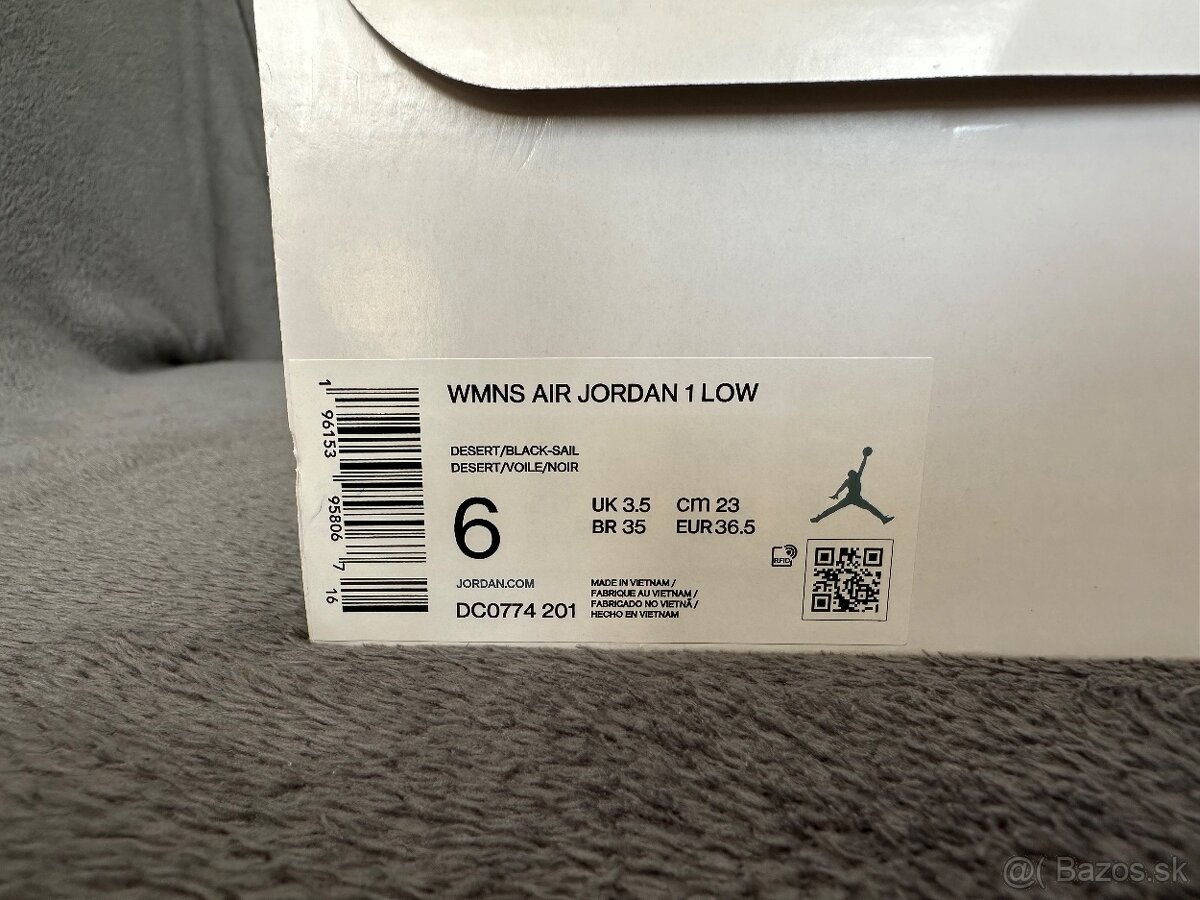 WMNS AIR JORDAN 1 LOW
DESERT/BLACK-SAIL
DESERT/VOILE/NOIR
6
UK 3.5 cm 23
BR 35 EUR 36.5
RFID
JORDAN.COM
DC0774 201
MADE IN VIETNAM /
FABRIQUE AU VIETNAM /
FABRICADO NO VIETNÃ /
HECHO EN VIETNAM
1 96153 95806 7 16
@( Bazos.sk